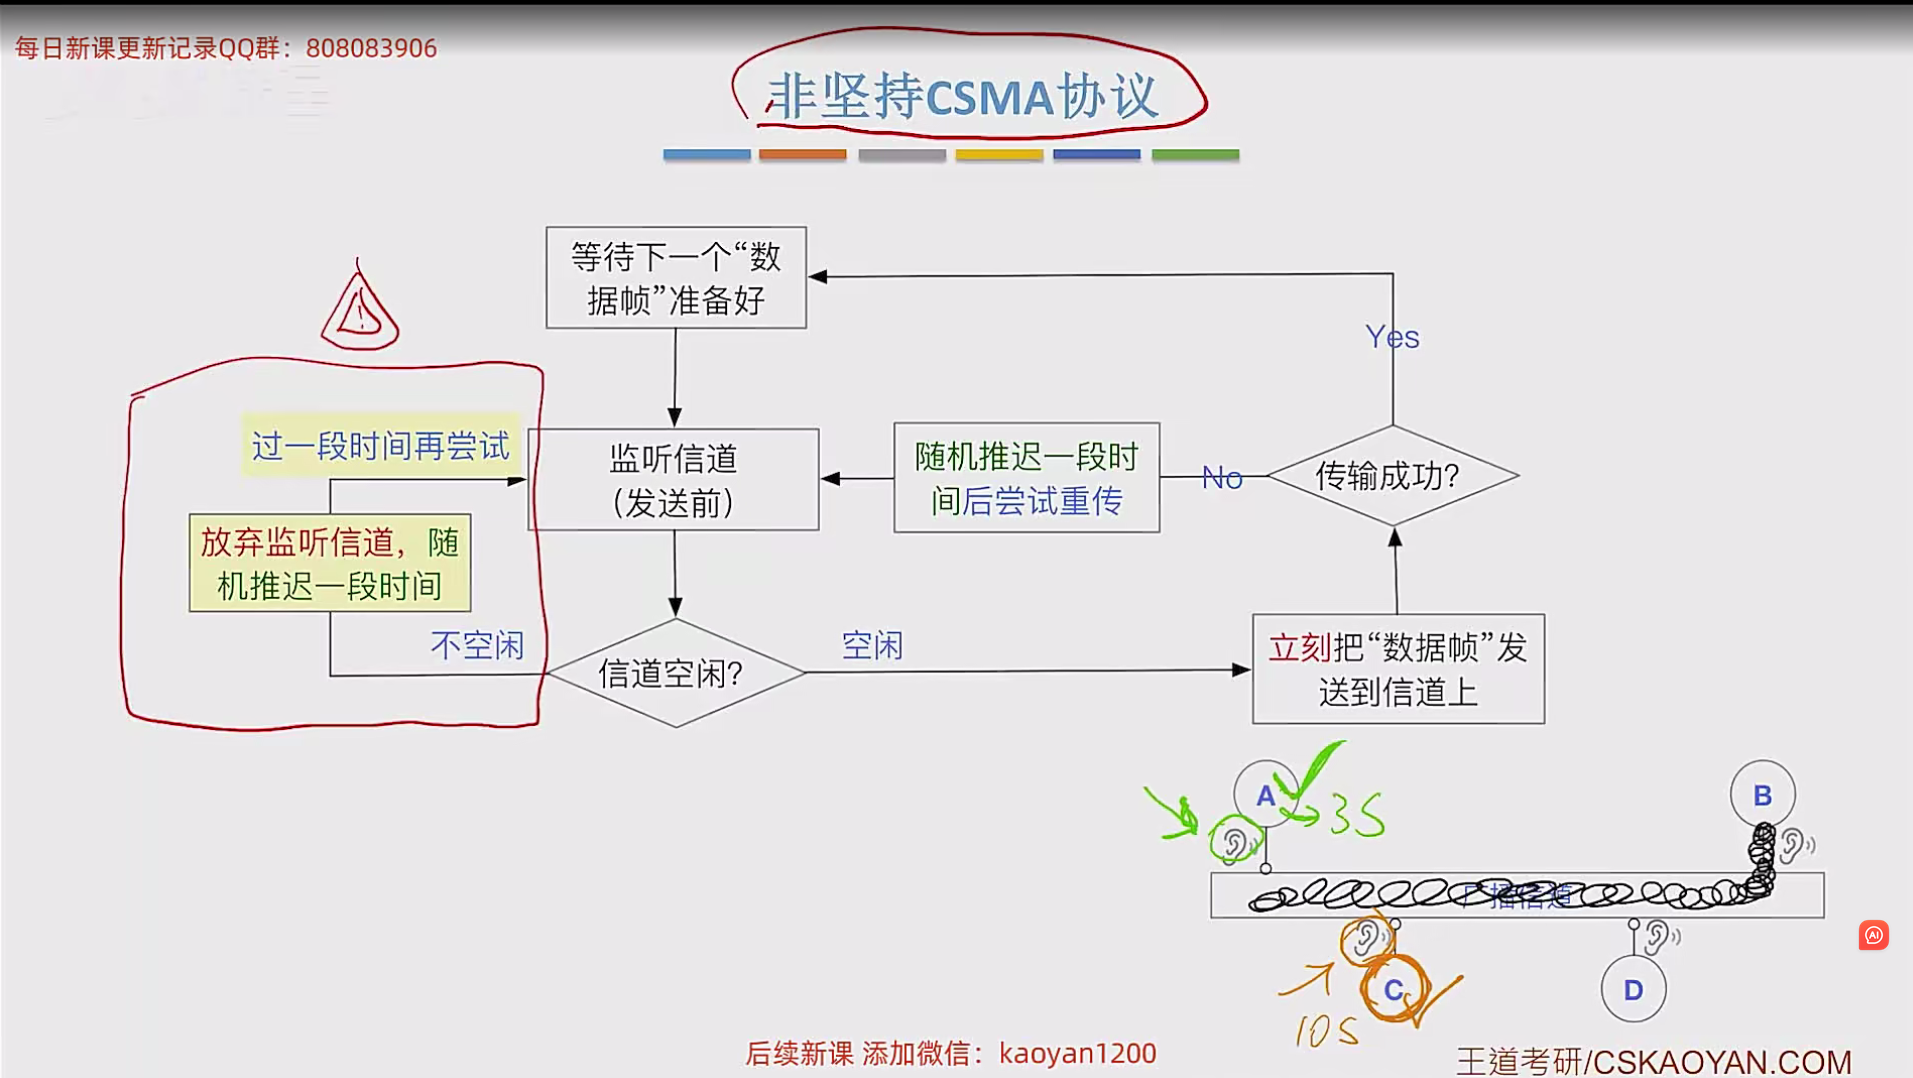 每日新课更新记录QQ群：808083906
非坚持CSMA协议
等待下一个“数
据帧”准备好
Yes
过一段时间再尝试
监听信道
（发送前）
随机推迟一段时
间后尝试重传
No
传输成功？
放弃监听信道，随
机推迟一段时间
不空闲
信道空闲？
空闲
立刻把“数据帧”发
送到信道上
A
3S
B
广播信道
C
D
10S
后续新课 添加微信：kaoyan1200
王道考研/CSKAOYAN.COM
AI